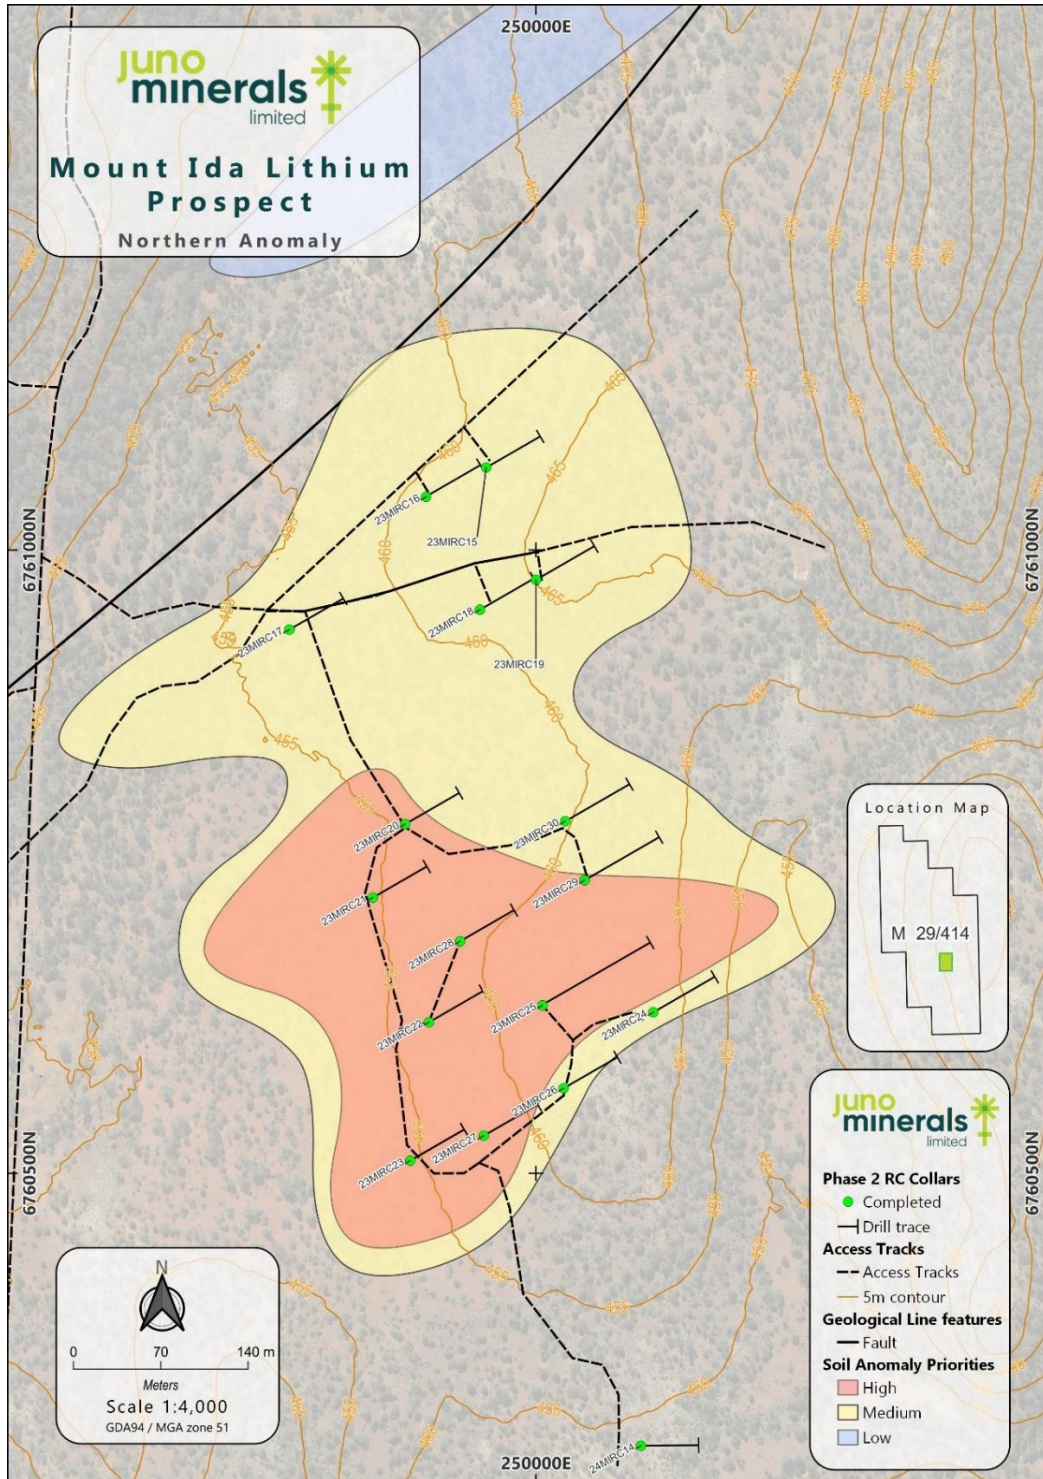 250000E
juno
minerals
limited
Mount Ida Lithium
Prospect
Northern Anomaly
6761000N
6761000N
23MIRC16
23MIRC15
23MIRC17
23MIRC18
23MIRC19
23MIRC20
23MIRC30
23MIRC21
23MIRC29
23MIRC28
23MIRC22
23MIRC25
23MIRC24
23MIRC26
23MIRC27
23MIRC23
24MIRC14
Location Map
M 29/414
6760500N
6760500N
juno
minerals
limited
Phase 2 RC Collars
Completed
Drill trace
Access Tracks
Access Tracks
5m contour
Geological Line features
Fault
Soil Anomaly Priorities
High
Medium
Low
N
0 70 140 m
Meters
Scale 1:4,000
GDA94 / MGA zone 51
250000E